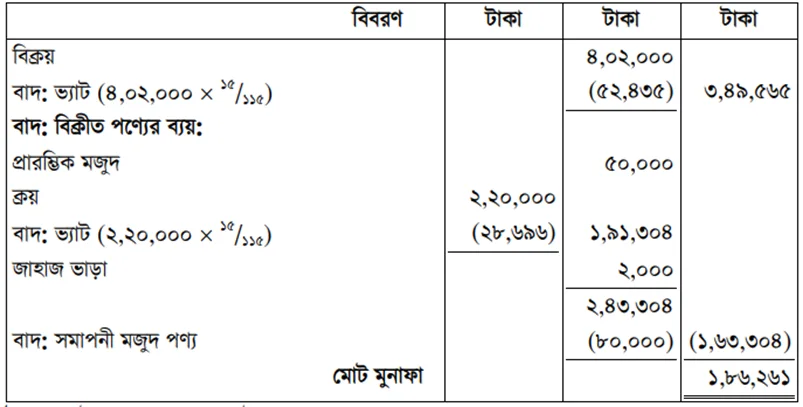 বিবরণ টাকা টাকা টাকা
বিক্রয় ৪,০২,০০০
বাদ: ভ্যাট (৪,০২,০০০ × ১৫/১১৫) (৫২,৪৩৫) ৩,৪৯,৫৬৫
বাদ: বিক্রীত পণ্যের ব্যয়:
প্রারম্ভিক মজুদ ৫০,০০০
ক্রয় ২,২০,০০০
বাদ: ভ্যাট (২,২০,০০০ × ১৫/১১৫) (২৮,৬৯৬) ১,৯১,৩০৪
জাহাজ ভাড়া ২,০০০
২,৪৩,৩০৪
বাদ: সমাপনী মজুদ পণ্য (৮০,০০০) (১,৬৩,৩০৪)
মোট মুনাফা ১,৮৬,২৬১